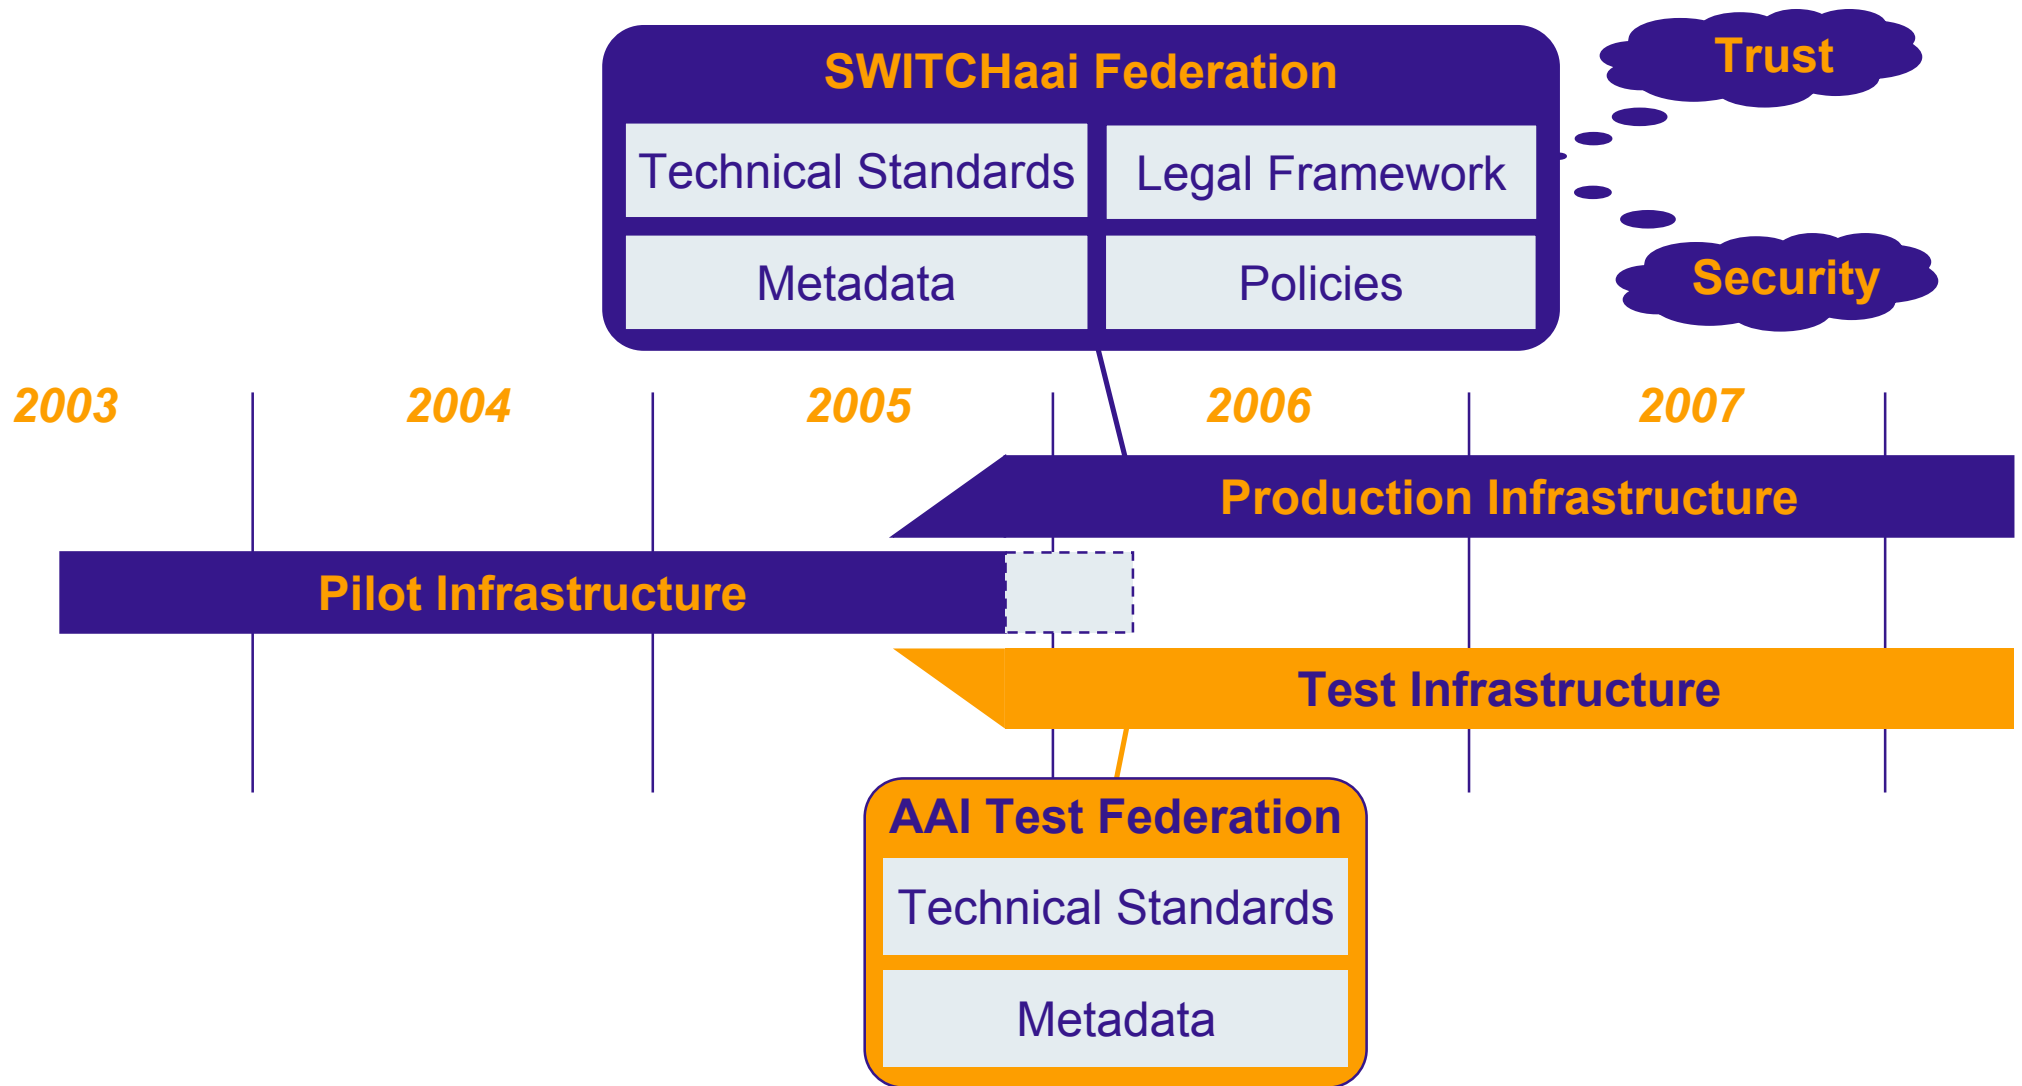 SWITCHaai Federation
Trust
Technical Standards
Legal Framework
Metadata
Policies
Security
2003
2004
2005
2006
2007
Production Infrastructure
Pilot Infrastructure
Test Infrastructure
AAI Test Federation
Technical Standards
Metadata